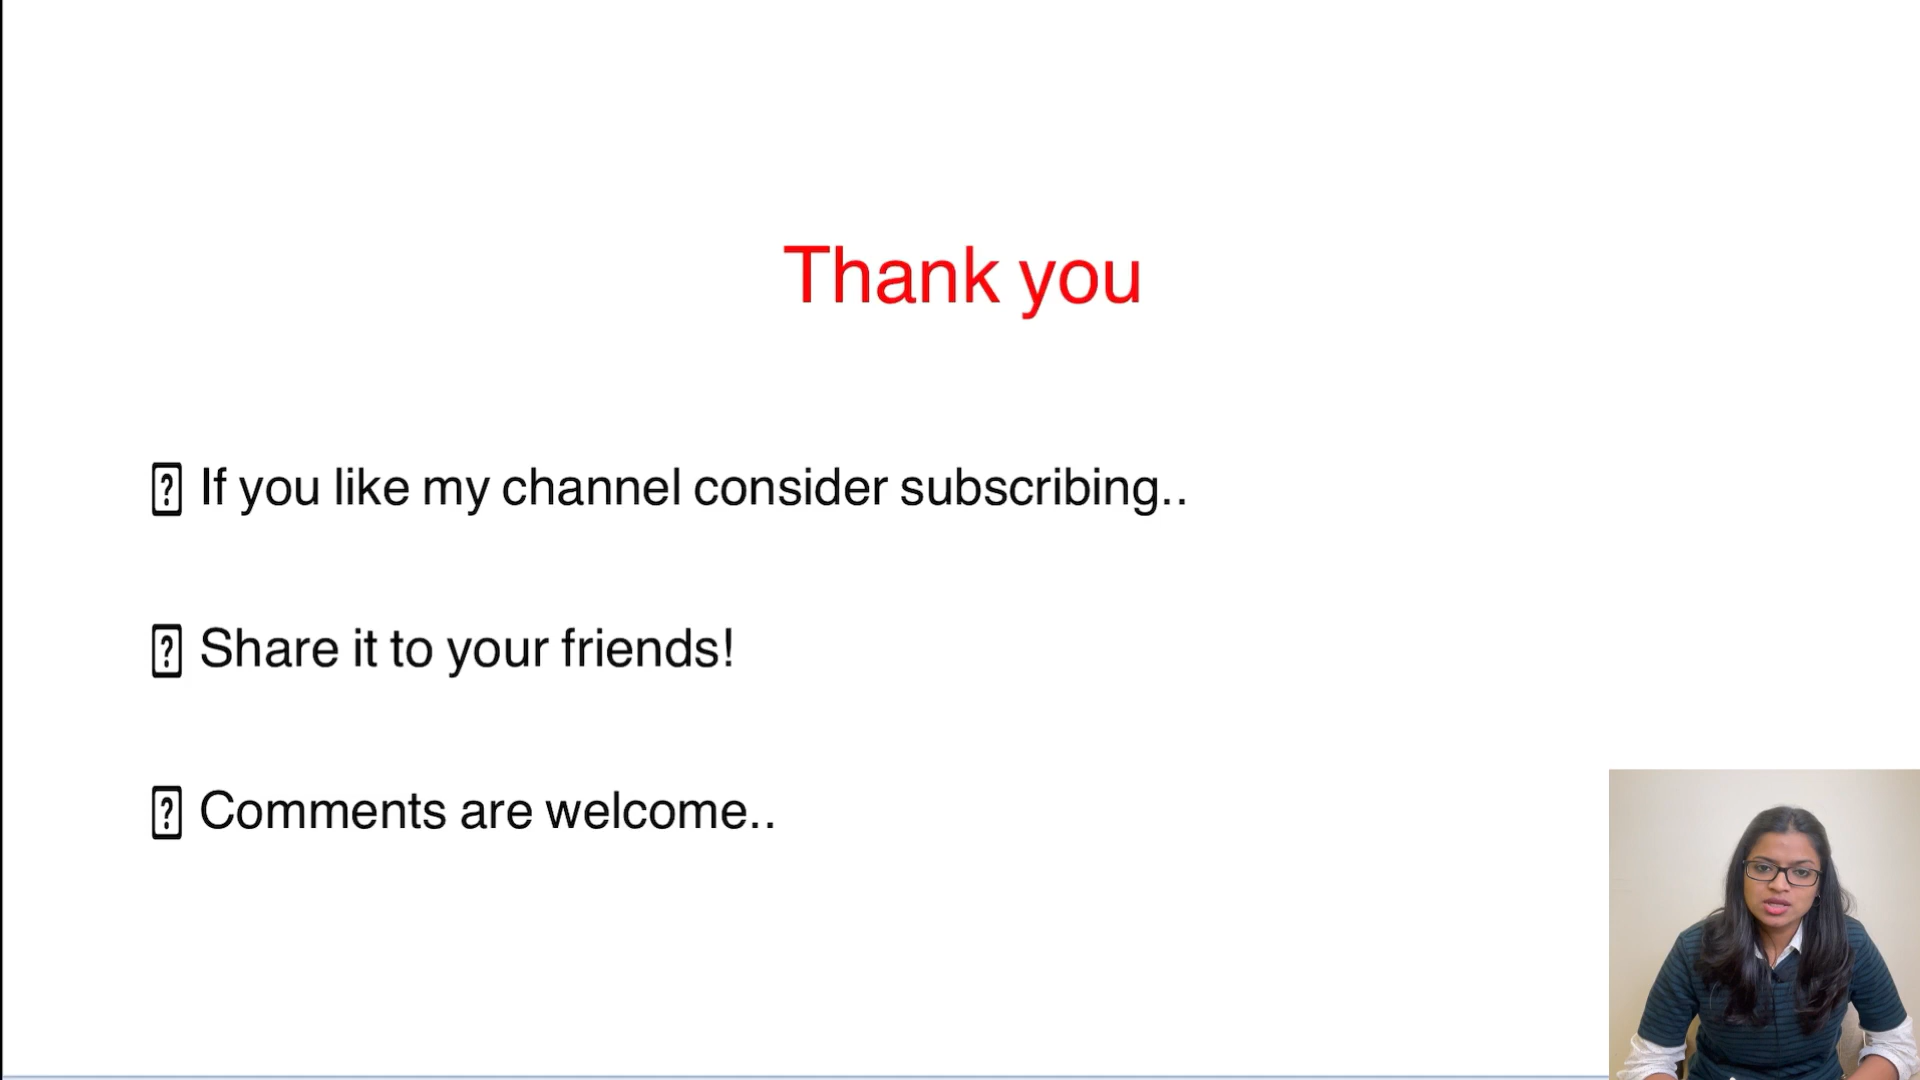 Thank you
If you like my channel consider subscribing..
Share it to your friends!
Comments are welcome..